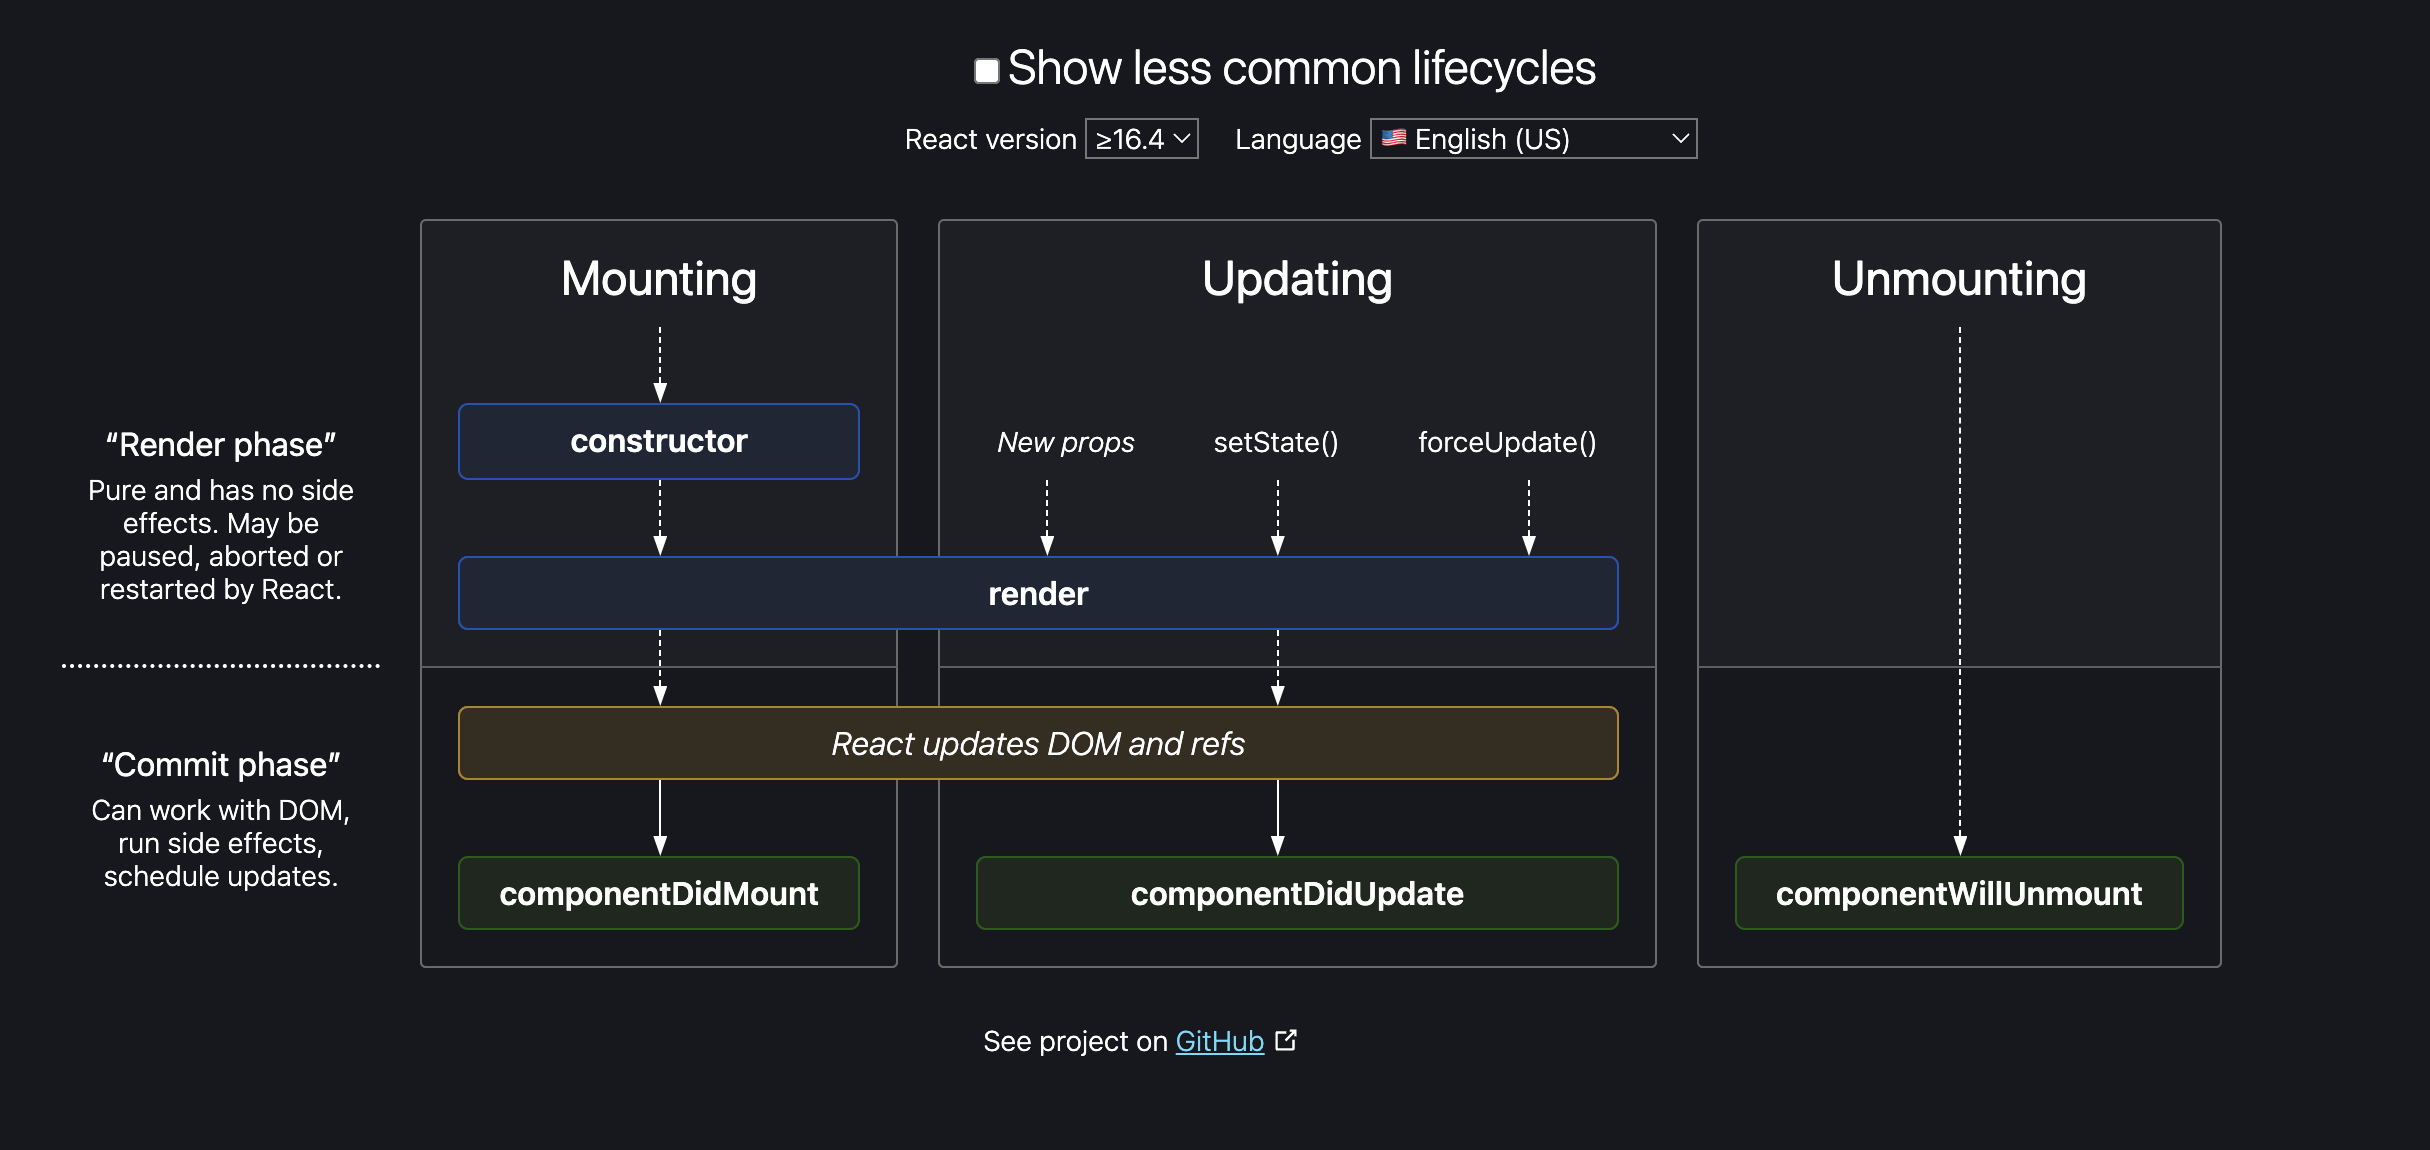 Show less common lifecycles
React version ≥16.4 Language 🇺🇸 English (US)
Mounting
Updating
Unmounting
“Render phase”
Pure and has no side
effects. May be
paused, aborted or
restarted by React.
constructor
New props
setState()
forceUpdate()
render
“Commit phase”
Can work with DOM,
run side effects,
schedule updates.
React updates DOM and refs
componentDidMount
componentDidUpdate
componentWillUnmount
See project on GitHub